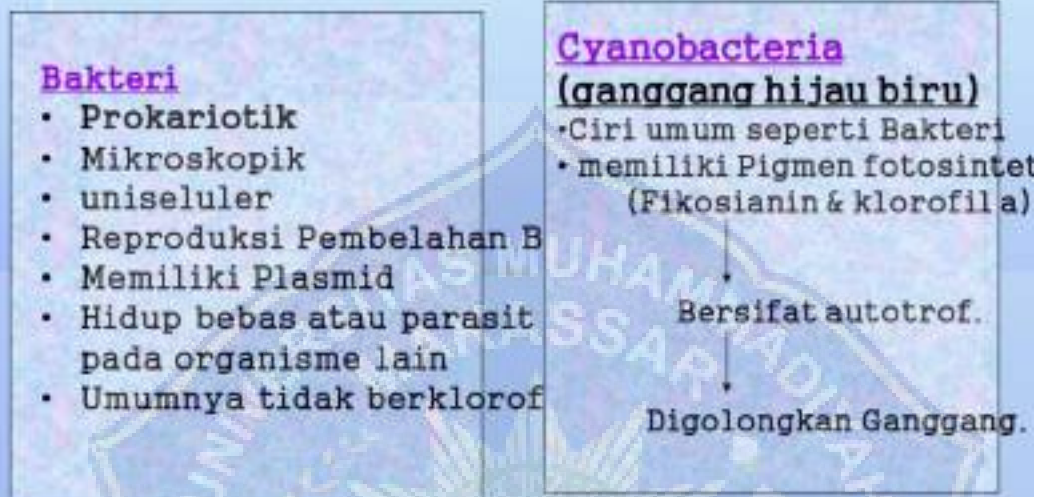 Bakteri
• Prokariotik
• Mikroskopik
• uniseluler
• Reproduksi Pembelahan B
• Memiliki Plasmid
• Hidup bebas atau parasit
pada organisme lain
• Umumnya tidak berklorof
Cyanobacteria
(ganggang hijau biru)
•Ciri umum seperti Bakteri
• memiliki Pigmen fotosintet
(Fikosianin & klorofil a)
Bersifat autotrof.
Digolongkan Ganggang.